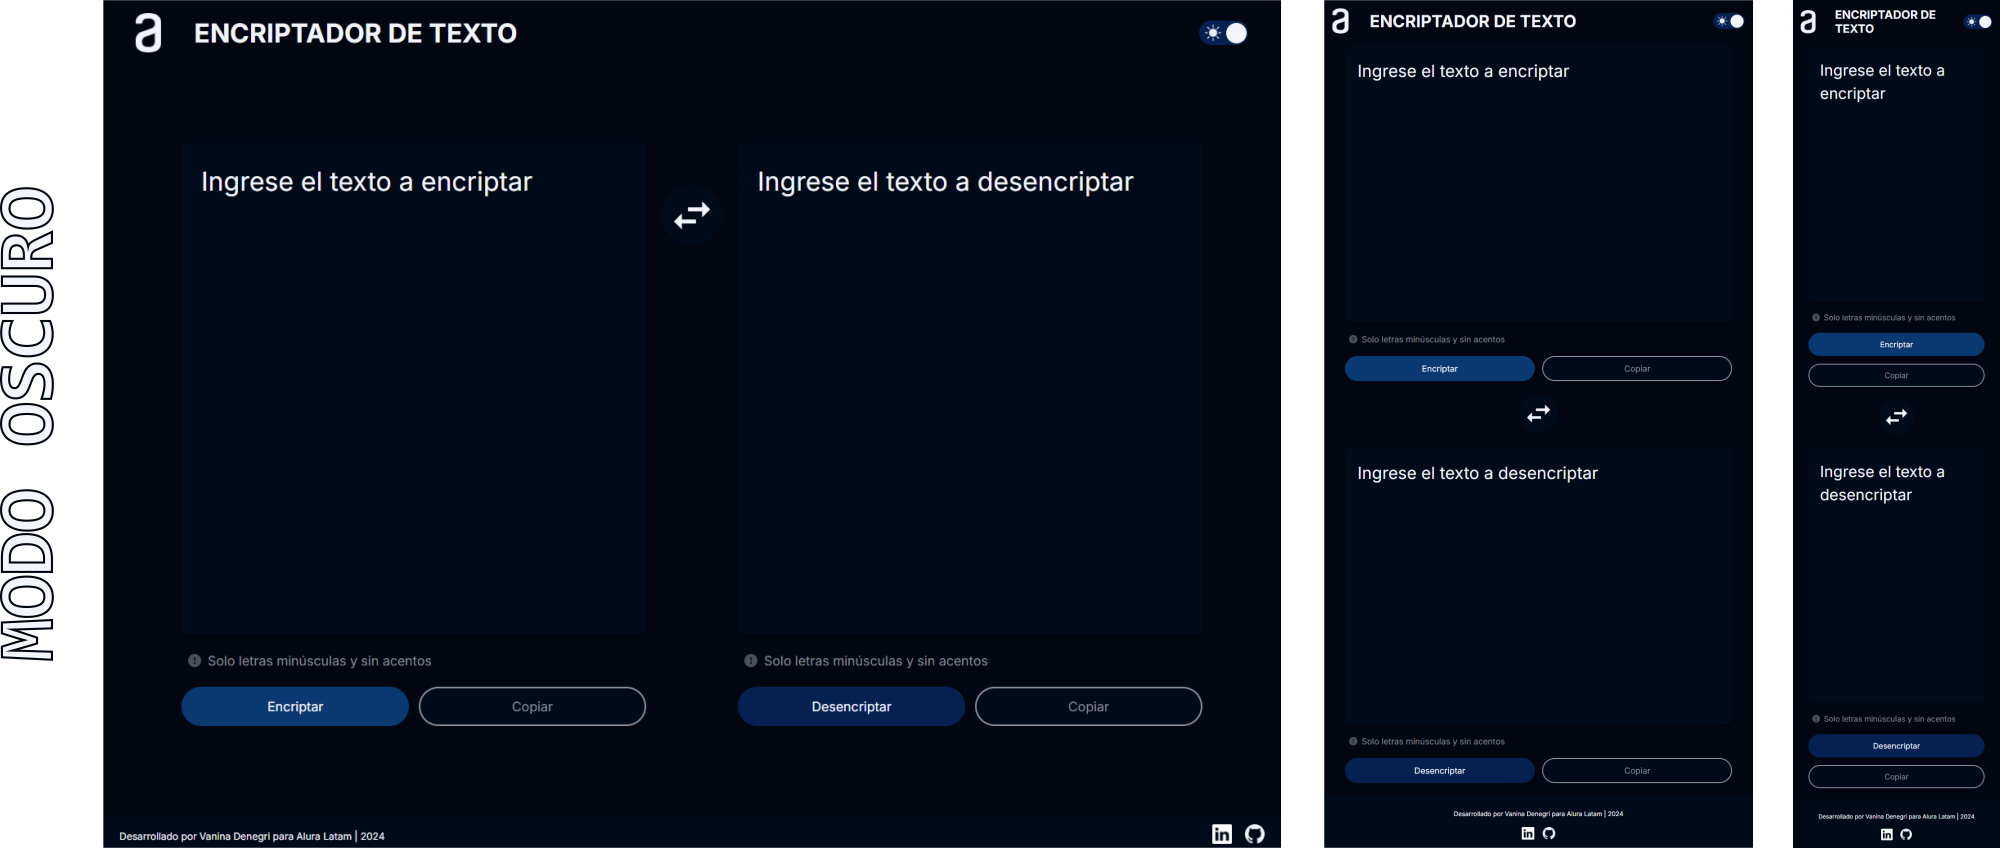 MODO OSCURO
a ENCRIPTADOR DE TEXTO
Ingrese el texto a encriptar
Solo letras minúsculas y sin acentos
Encriptar
Copiar
Ingrese el texto a desencriptar
Solo letras minúsculas y sin acentos
Desencriptar
Copiar
Desarrollado por Vanina Denegri para Alura Latam | 2024
in
a ENCRIPTADOR DE TEXTO
Ingrese el texto a encriptar
Solo letras minúsculas y sin acentos
Encriptar
Copiar
Ingrese el texto a desencriptar
Solo letras minúsculas y sin acentos
Desencriptar
Copiar
Desarrollado por Vanina Denegri para Alura Latam | 2024
in
a ENCRIPTADOR DE
TEXTO
Ingrese el texto a
encriptar
Solo letras minúsculas y sin acentos
Encriptar
Copiar
Ingrese el texto a
desencriptar
Solo letras minúsculas y sin acentos
Desencriptar
Copiar
Desarrollado por Vanina Denegri para Alura Latam | 2024
in